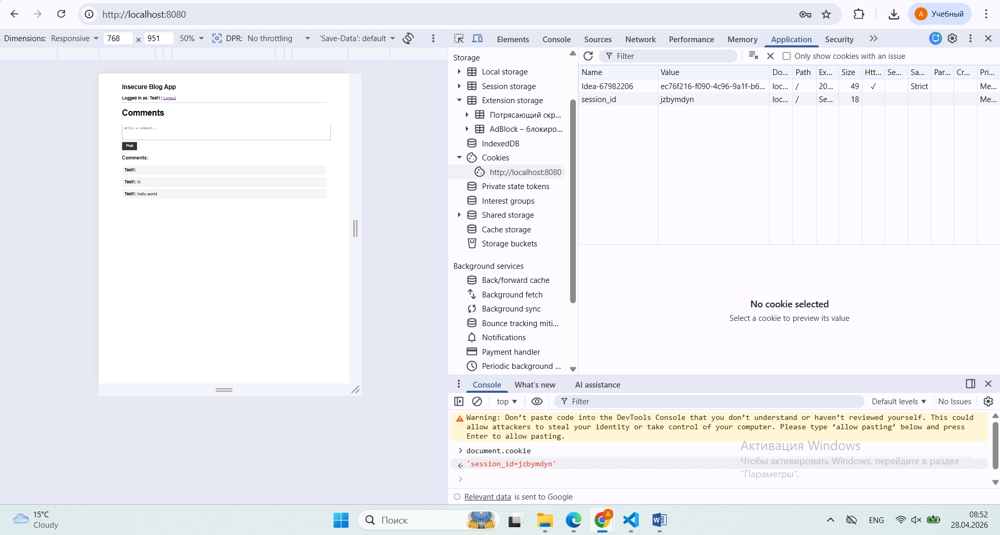 http://localhost:8080
Учебный
Dimensions: Responsive 768 × 951 50% DPR: No throttling 'Save-Data': default
Elements Console Sources Network Performance Memory Application Security
Insecure Blog App
Logged in as: Test1 | Logout
Comments
Write a comment...
Post
Comments:
Test1:
Test1: hi
Test1: hello world
Storage
Local storage
Session storage
Extension storage
Потрясающий скр...
AdBlock – блокиро...
IndexedDB
Cookies
http://localhost:8080
Private state tokens
Interest groups
Shared storage
Cache storage
Storage buckets
Background services
Back/forward cache
Background fetch
Background sync
Bounce tracking miti...
Notifications
Payment handler
Periodic background ...
Filter Only show cookies with an issue
Name Value Do... Path Ex... Size Htt... Se... Sa... Par... Cr... Pri...
Idea-67982206 ec76f216-f090-4c96-9a1f-b6... loc... / 20... 49 ✓ Strict Me...
session_id jzbymdyn loc... / Se... 18 Me...
No cookie selected
Select a cookie to preview its value
Console What's new AI assistance
top Filter Default levels No Issues
Warning: Don’t paste code into the DevTools Console that you don’t understand or haven’t reviewed yourself. This could
allow attackers to steal your identity or take control of your computer. Please type ‘allow pasting’ below and press
Enter to allow pasting.
document.cookie
'session_id=jzbymdyn'
Активация Windows
Чтобы активировать Windows, перейдите в раздел
"Параметры".
Relevant data is sent to Google
15°C
Cloudy
Поиск
ENG
08:52
28.04.2026